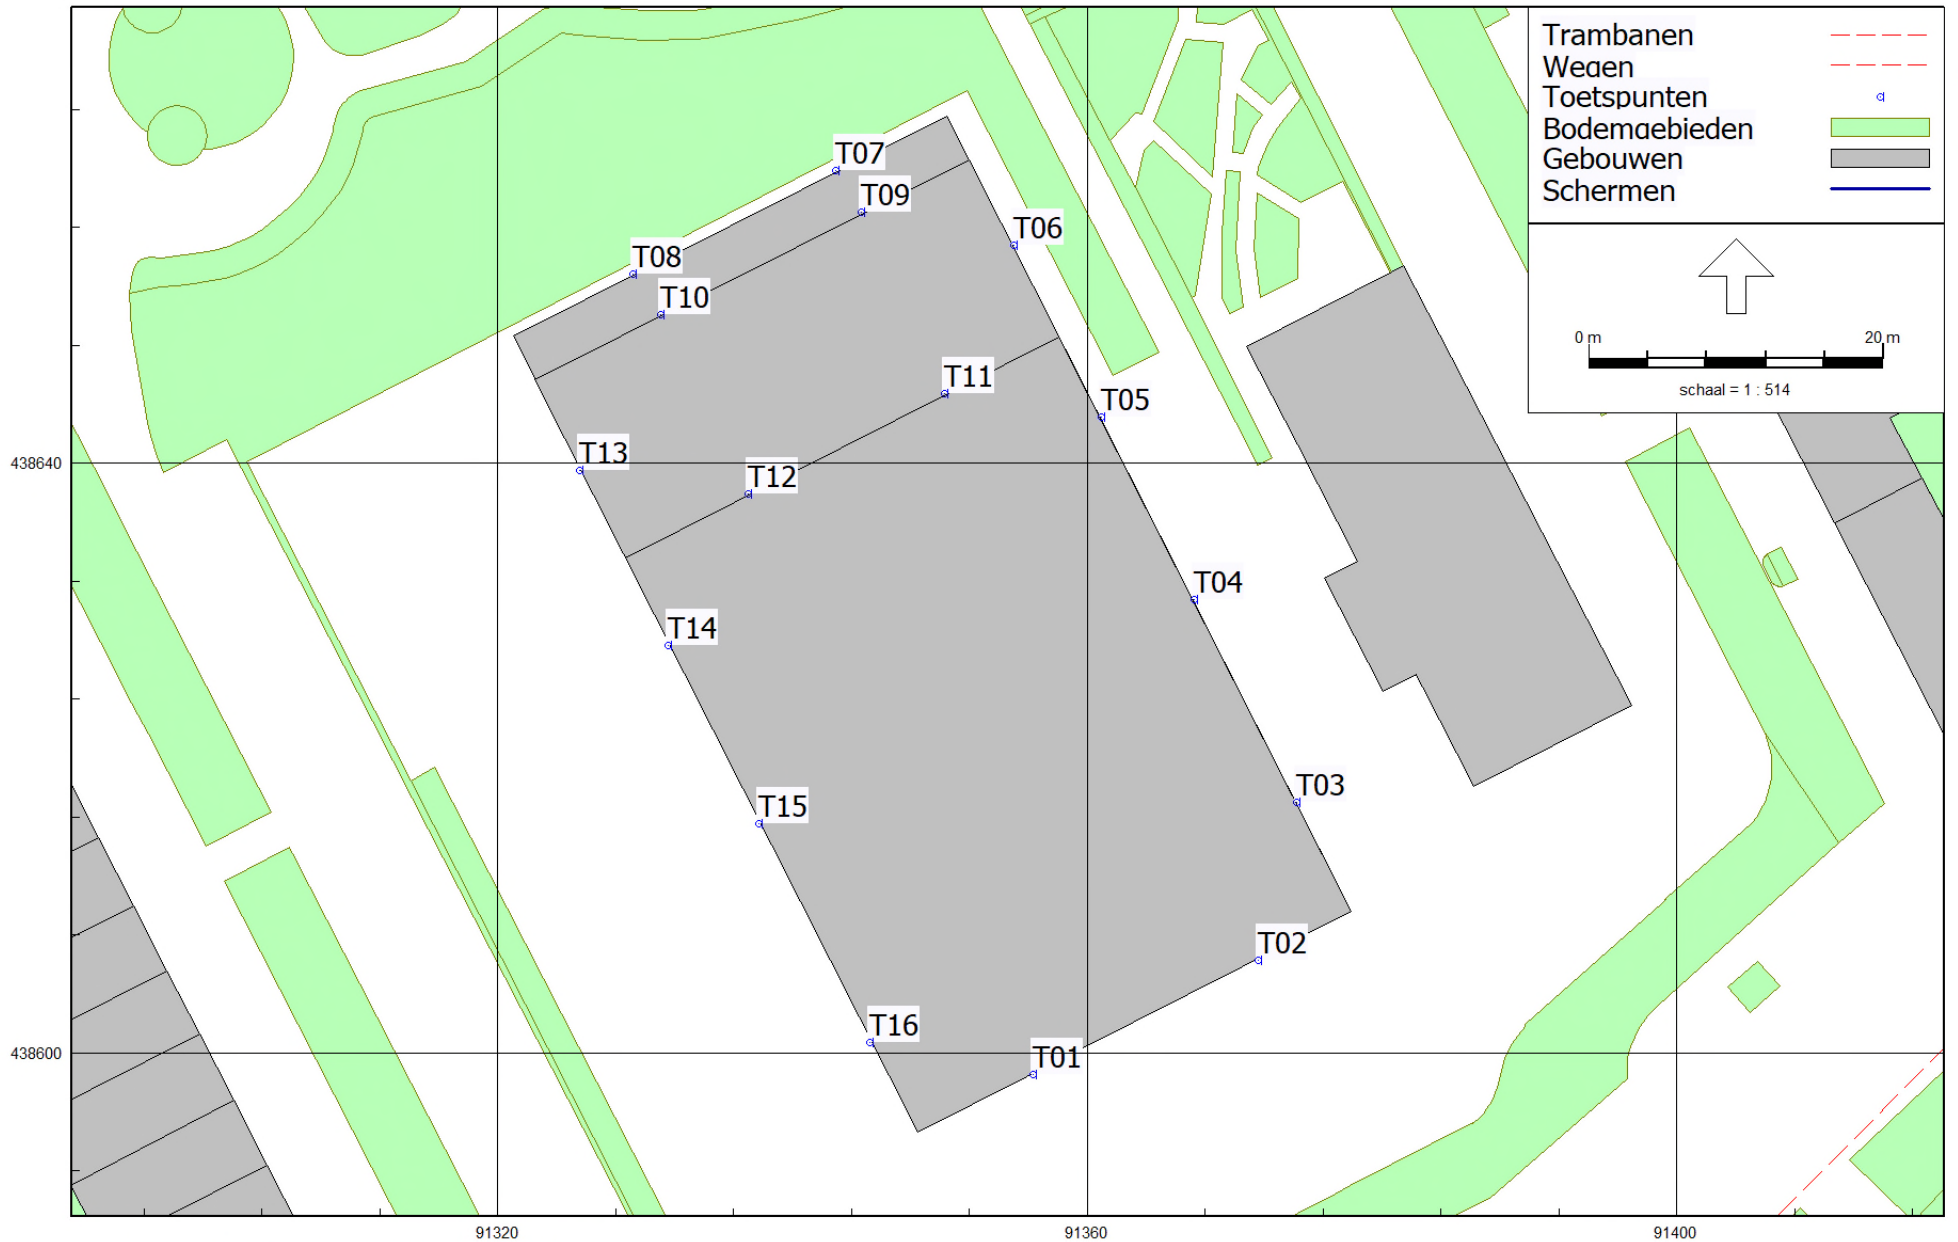 Trambanen
Wegen
Toetspunten
Bodemgebieden
Gebouwen
Schermen
0 m 20 m
schaal = 1 : 514
T07
T09
T06
T08
T10
T11
T05
T13
438640
T12
T04
T14
T03
T15
T02
T16
438600
T01
91320 91360 91400